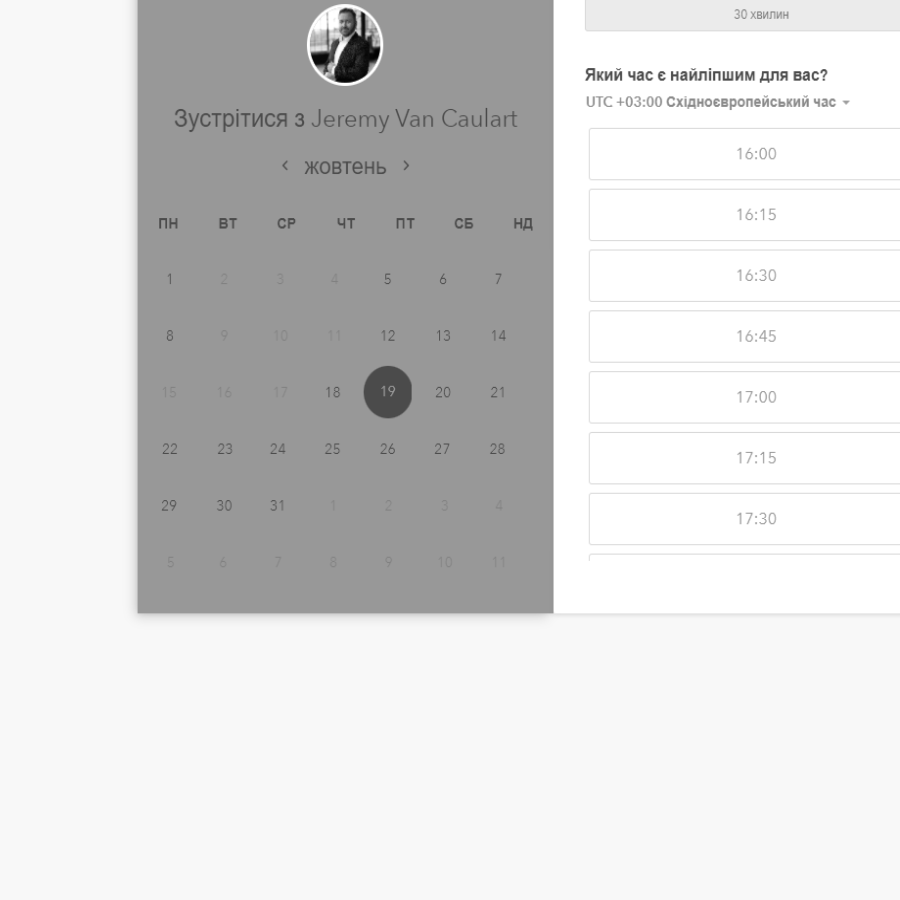 Зустрітися з Jeremy Van Caulart
жовтень
ПН ВТ СР ЧТ ПТ СБ НД
1 2 3 4 5 6 7
8 9 10 11 12 13 14
15 16 17 18 19 20 21
22 23 24 25 26 27 28
29 30 31 1 2 3 4
5 6 7 8 9 10 11
30 хвилин
Який час є найліпшим для вас?
UTC +03:00 Східноєвропейський час
16:00
16:15
16:30
16:45
17:00
17:15
17:30